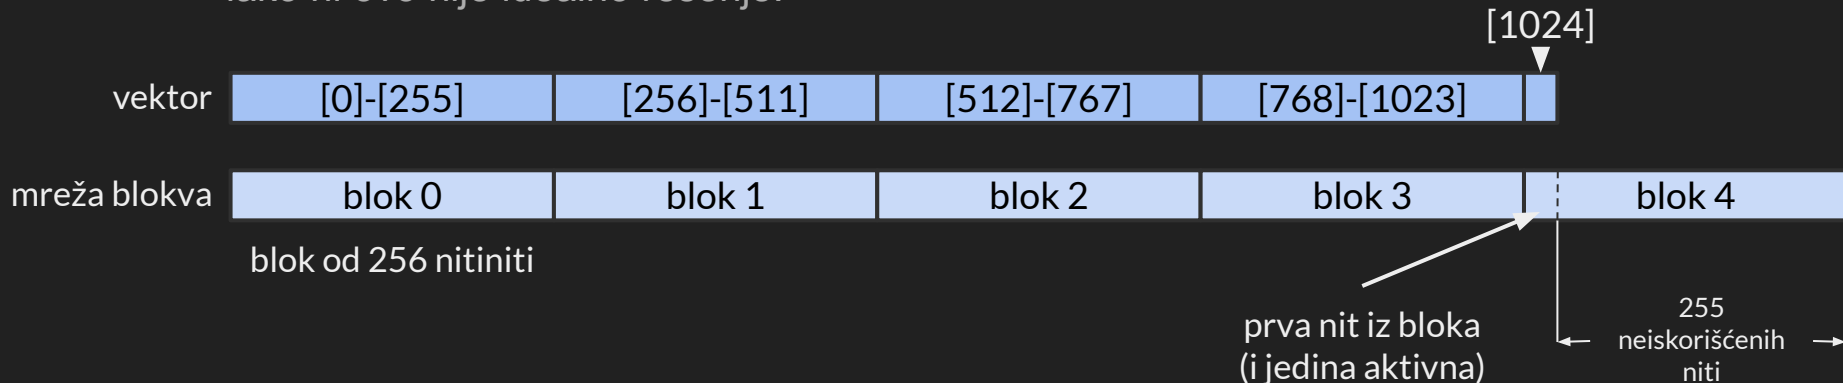 [1024]
vektor [0]-[255] [256]-[511] [512]-[767] [768]-[1023]
mreža blokva blok 0 blok 1 blok 2 blok 3 blok 4
blok od 256 nitiniti
prva nit iz bloka
(i jedina aktivna)
255
neiskorišćenih
niti